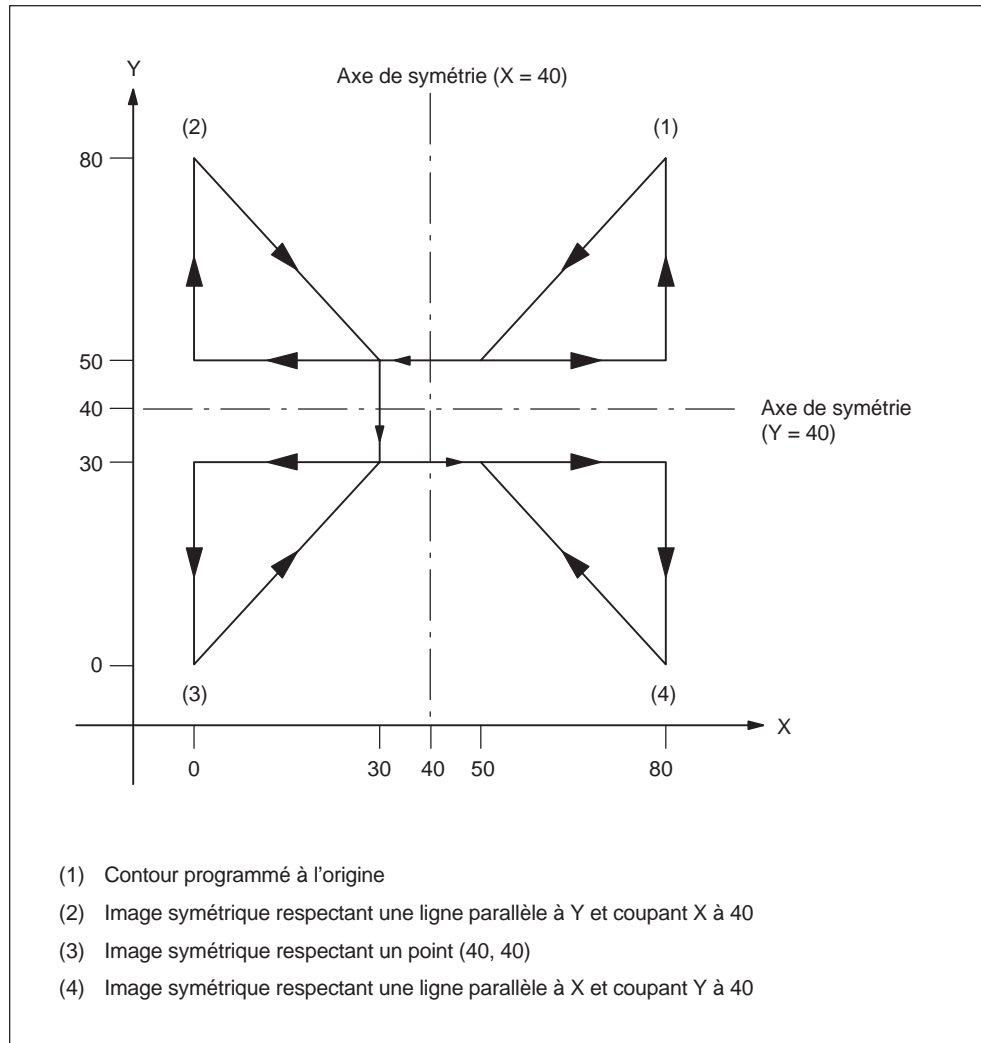 Y
Axe de symétrie (X = 40)
(2)
(1)
80
50
40
Axe de symétrie
(Y = 40)
30
0
(3)
(4)
X
0
30
40
50
80
(1) Contour programmé à l'origine
(2) Image symétrique respectant une ligne parallèle à Y et coupant X à 40
(3) Image symétrique respectant un point (40, 40)
(4) Image symétrique respectant une ligne parallèle à X et coupant Y à 40